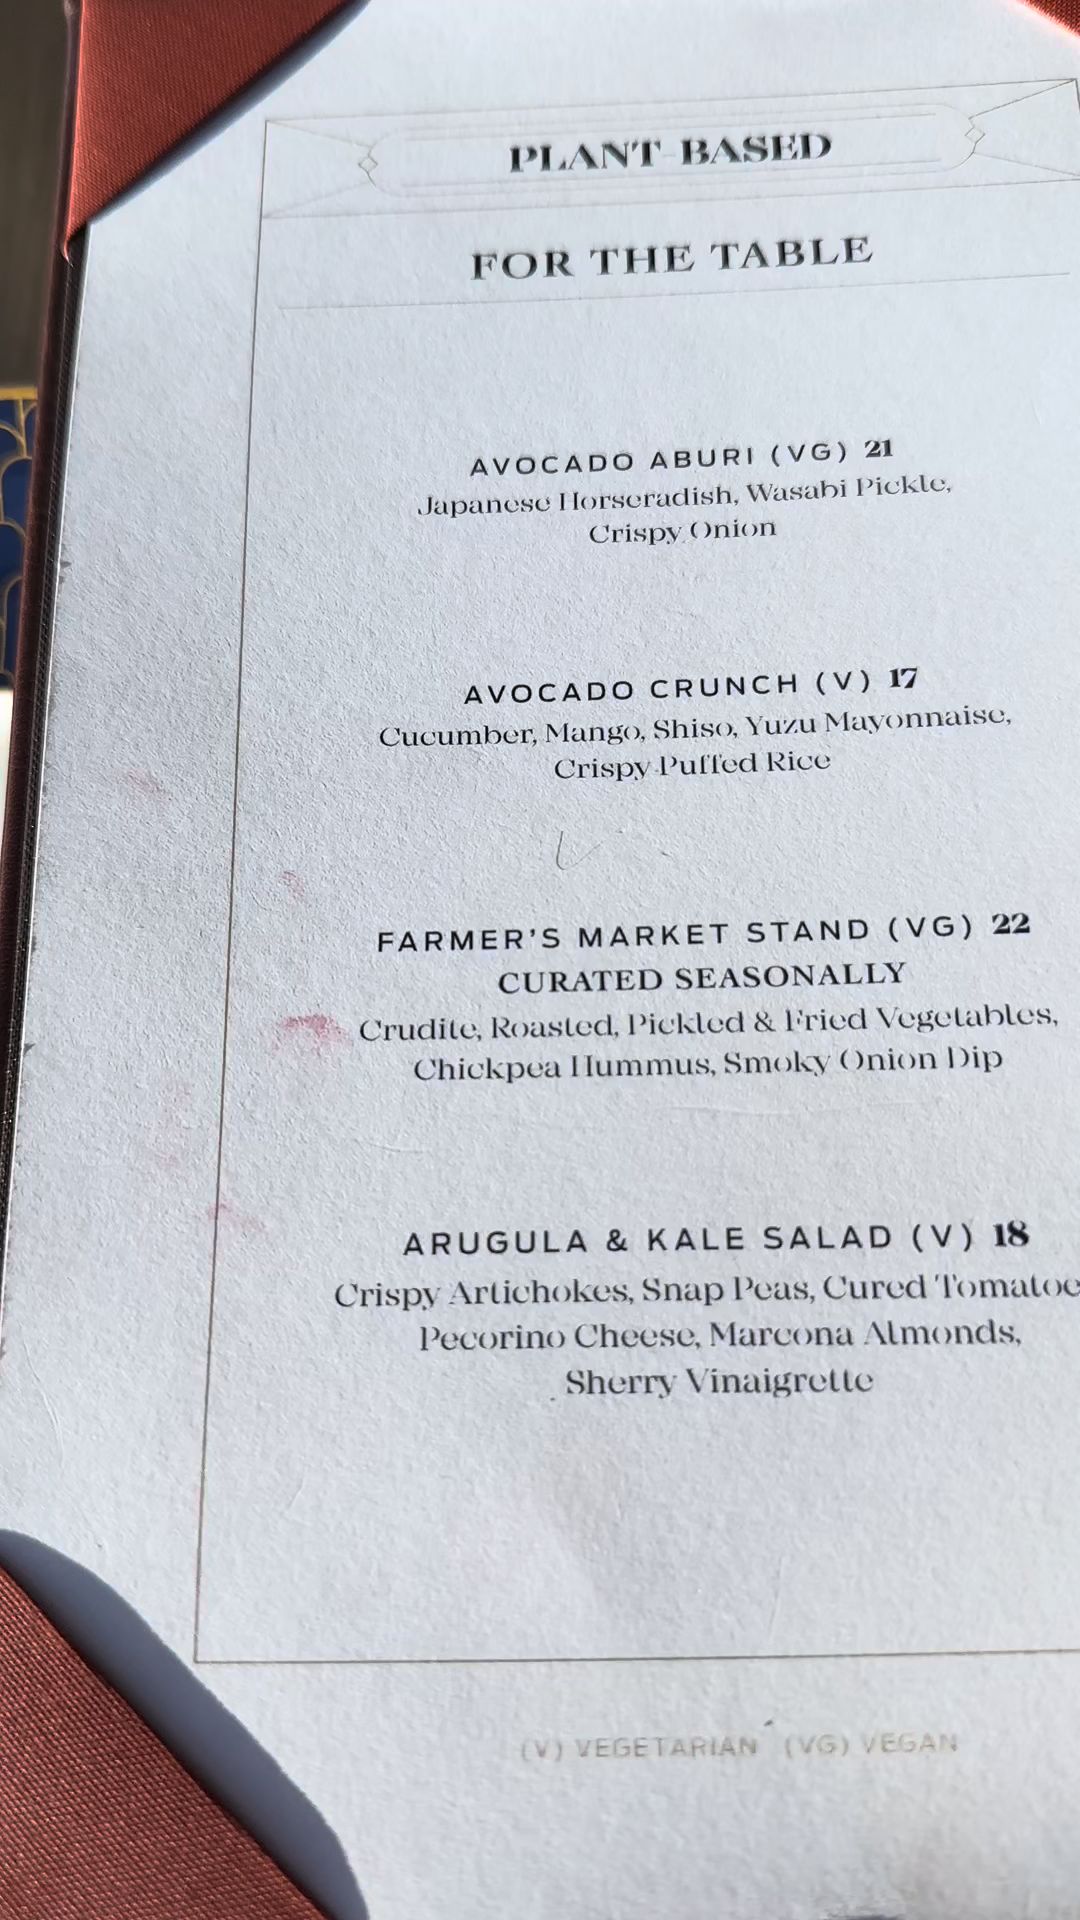 PLANT-BASED
FOR THE TABLE
AVOCADO ABURI (VG) 21
Japanese Horseradish, Wasabi Pickle,
Crispy Onion
AVOCADO CRUNCH (V) 17
Cucumber, Mango, Shiso, Yuzu Mayonnaise,
Crispy Puffed Rice
FARMER'S MARKET STAND (VG) 22
CURATED SEASONALLY
Crudite, Roasted, Pickled & Fried Vegetables,
Chickpea Hummus, Smoky Onion Dip
ARUGULA & KALE SALAD (V) 18
Crispy Artichokes, Snap Peas, Cured Tomatoe
Pecorino Cheese, Marcona Almonds,
Sherry Vinaigrette
(V) VEGETARIAN (VG) VEGAN